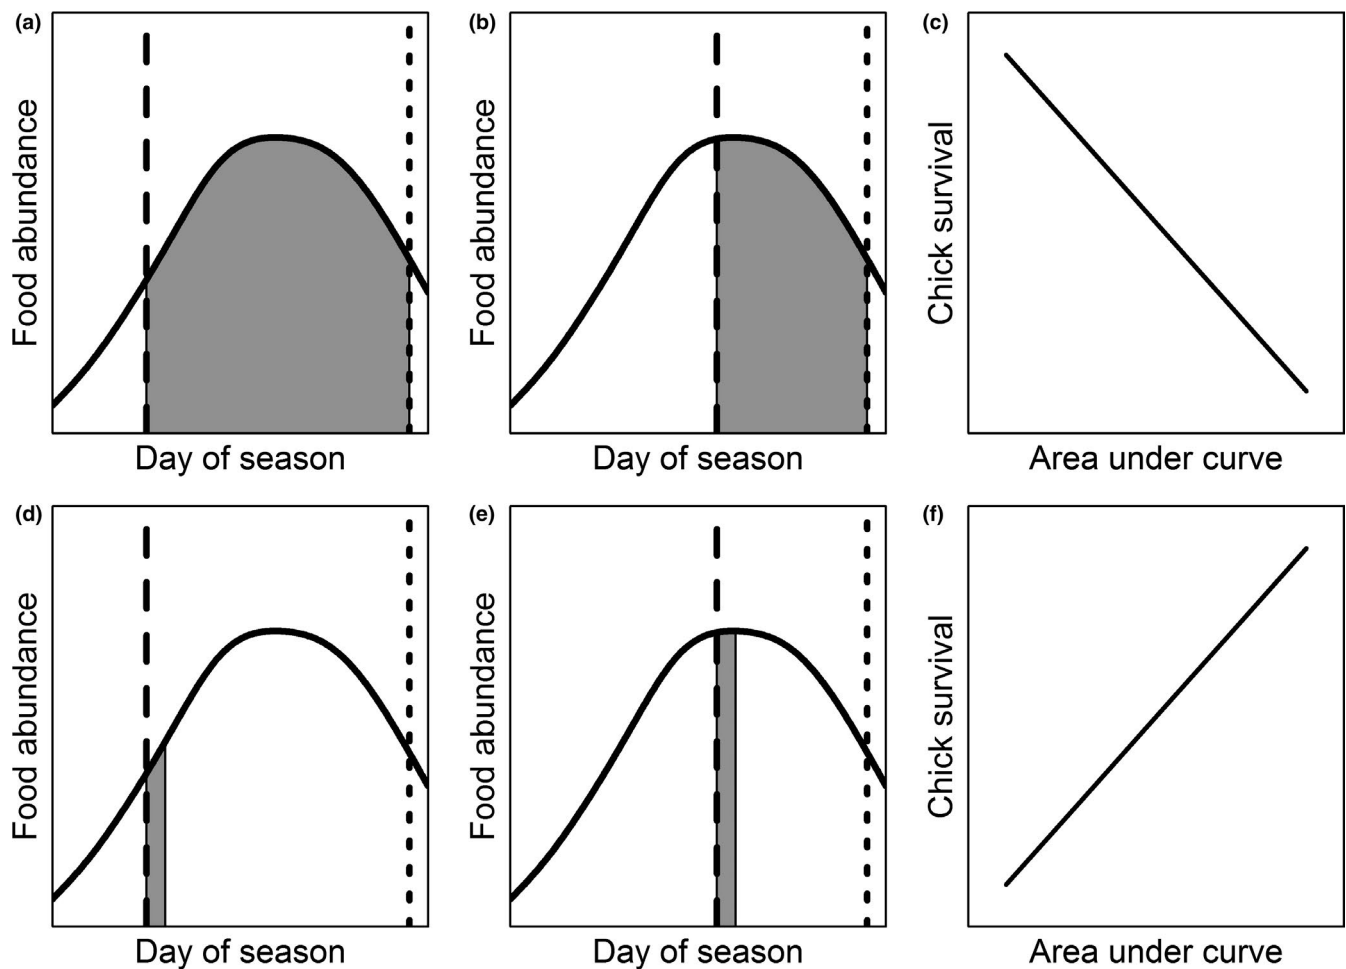 (a)
Food abundance
Day of season
(b)
Food abundance
Day of season
(c)
Chick survival
Area under curve
(d)
Food abundance
Day of season
(e)
Food abundance
Day of season
(f)
Chick survival
Area under curve